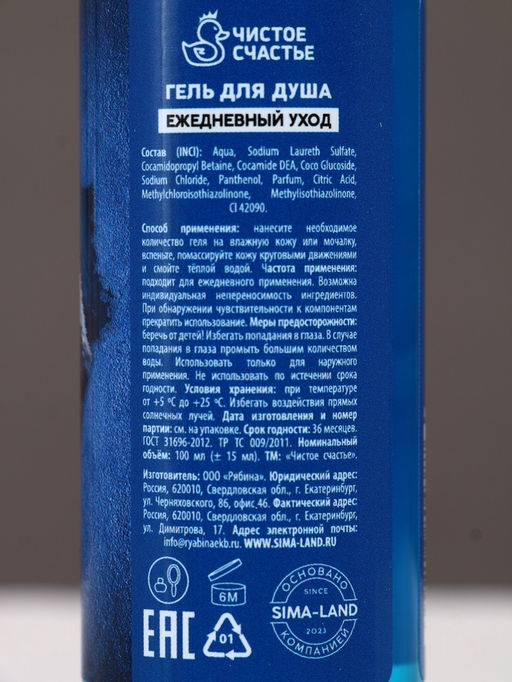 ЧИСТОЕ
СЧАСТЬЕ
ГЕЛЬ ДЛЯ ДУША
ЕЖЕДНЕВНЫЙ УХОД
Состав (INCI): Aqua, Sodium Laureth Sulfate,
Cocamidopropyl Betaine, Cocamide DEA, Coco Glucoside,
Sodium Chloride, Panthenol, Parfum, Citric Acid,
Methylchloroisothiazolinone, Methylisothiazolinone,
CI 42090.
Способ применения: нанесите необходимое
количество геля на влажную кожу или мочалку,
вспеньте, помассируйте кожу круговыми движениями
и смойте тёплой водой. Частота применения:
подходит для ежедневного применения. Возможна
индивидуальная непереносимость ингредиентов.
При обнаружении чувствительности к компонентам
прекратить использование. Меры предосторожности:
беречь от детей! Избегать попадания в глаза. В случае
попадания в глаза промыть большим количеством
воды. Использовать только для наружного
применения. Не использовать по истечении срока
годности. Условия хранения: при температуре
от +5 °C до +25 °C. Избегать воздействия прямых
солнечных лучей. Дата изготовления и номер
партии: см. на упаковке. Срок годности: 36 месяцев.
ГОСТ 31696-2012. ТР ТС 009/2011. Номинальный
объём: 100 мл (± 15 мл). ТМ: «Чистое счастье».
Изготовитель: ООО «Рябина». Юридический адрес:
Россия, 620010, Свердловская обл., г. Екатеринбург,
ул. Черняховского, 86, офис 46. Фактический адрес:
Россия, 620010, Свердловская обл., г. Екатеринбург,
ул. Димитрова, 17. Адрес электронной почты:
info@ryabinaekb.ru. WWW.SIMA-LAND.RU
6M
ОСНОВАНО
SINCE
SIMA-LAND
2023
КОМПАНИЕЙ
EAC
01